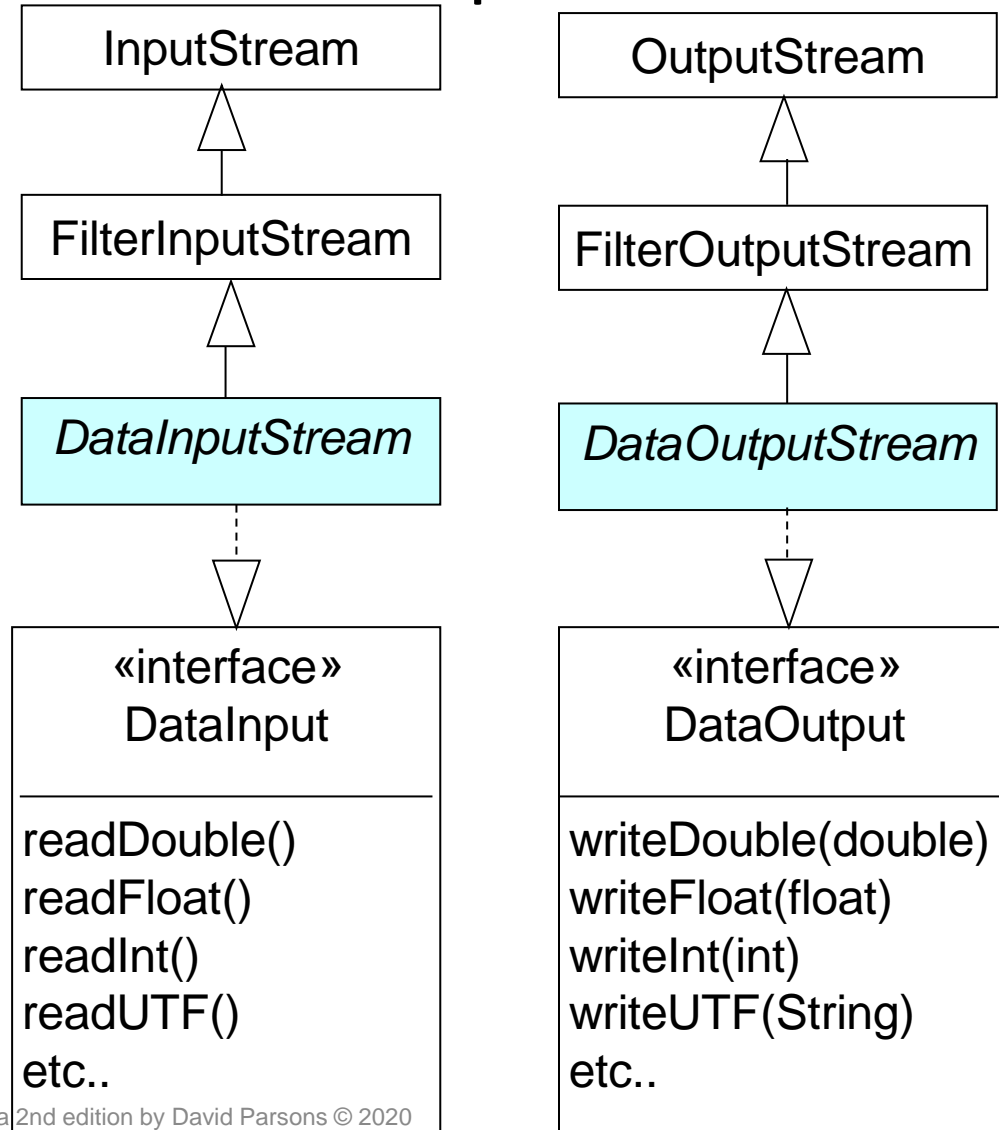 InputStream
FilterInputStream
DataInputStream
«interface»
DataInput
readDouble()
readFloat()
readInt()
readUTF()
etc..
OutputStream
FilterOutputStream
DataOutputStream
«interface»
DataOutput
writeDouble(double)
writeFloat(float)
writeInt(int)
writeUTF(String)
etc..
a 2nd edition by David Parsons © 2020